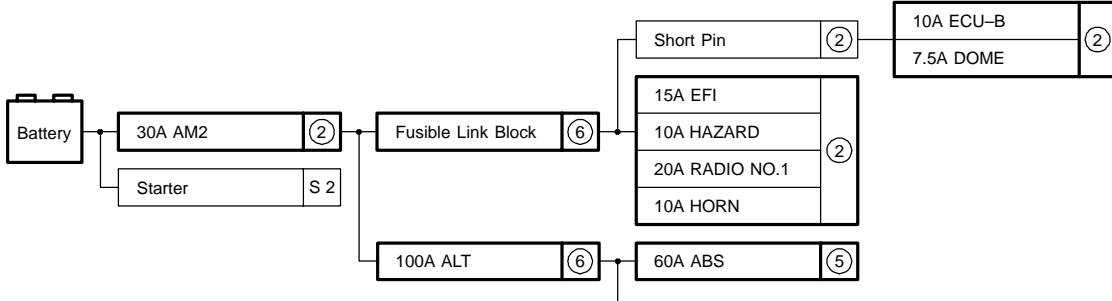 Short Pin
2
10A ECU–B
7.5A DOME
2
Battery
30A AM2
2
Fusible Link Block
6
15A EFI
10A HAZARD
20A RADIO NO.1
10A HORN
2
Starter
S 2
100A ALT
6
60A ABS
5